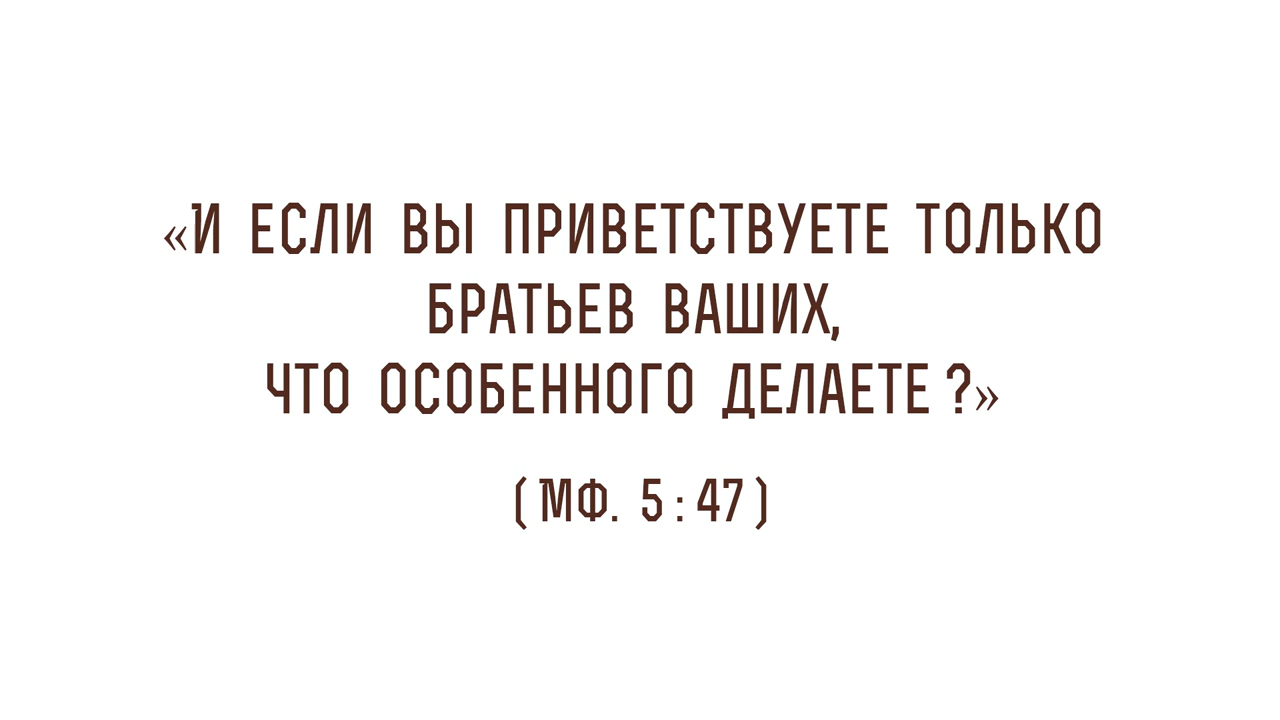 «И ЕСЛИ ВЫ ПРИВЕТСТВУЕТЕ ТОЛЬКО
БРАТЬЕВ ВАШИХ,
ЧТО ОСОБЕННОГО ДЕЛАЕТЕ ?»
( МФ. 5 : 47 )